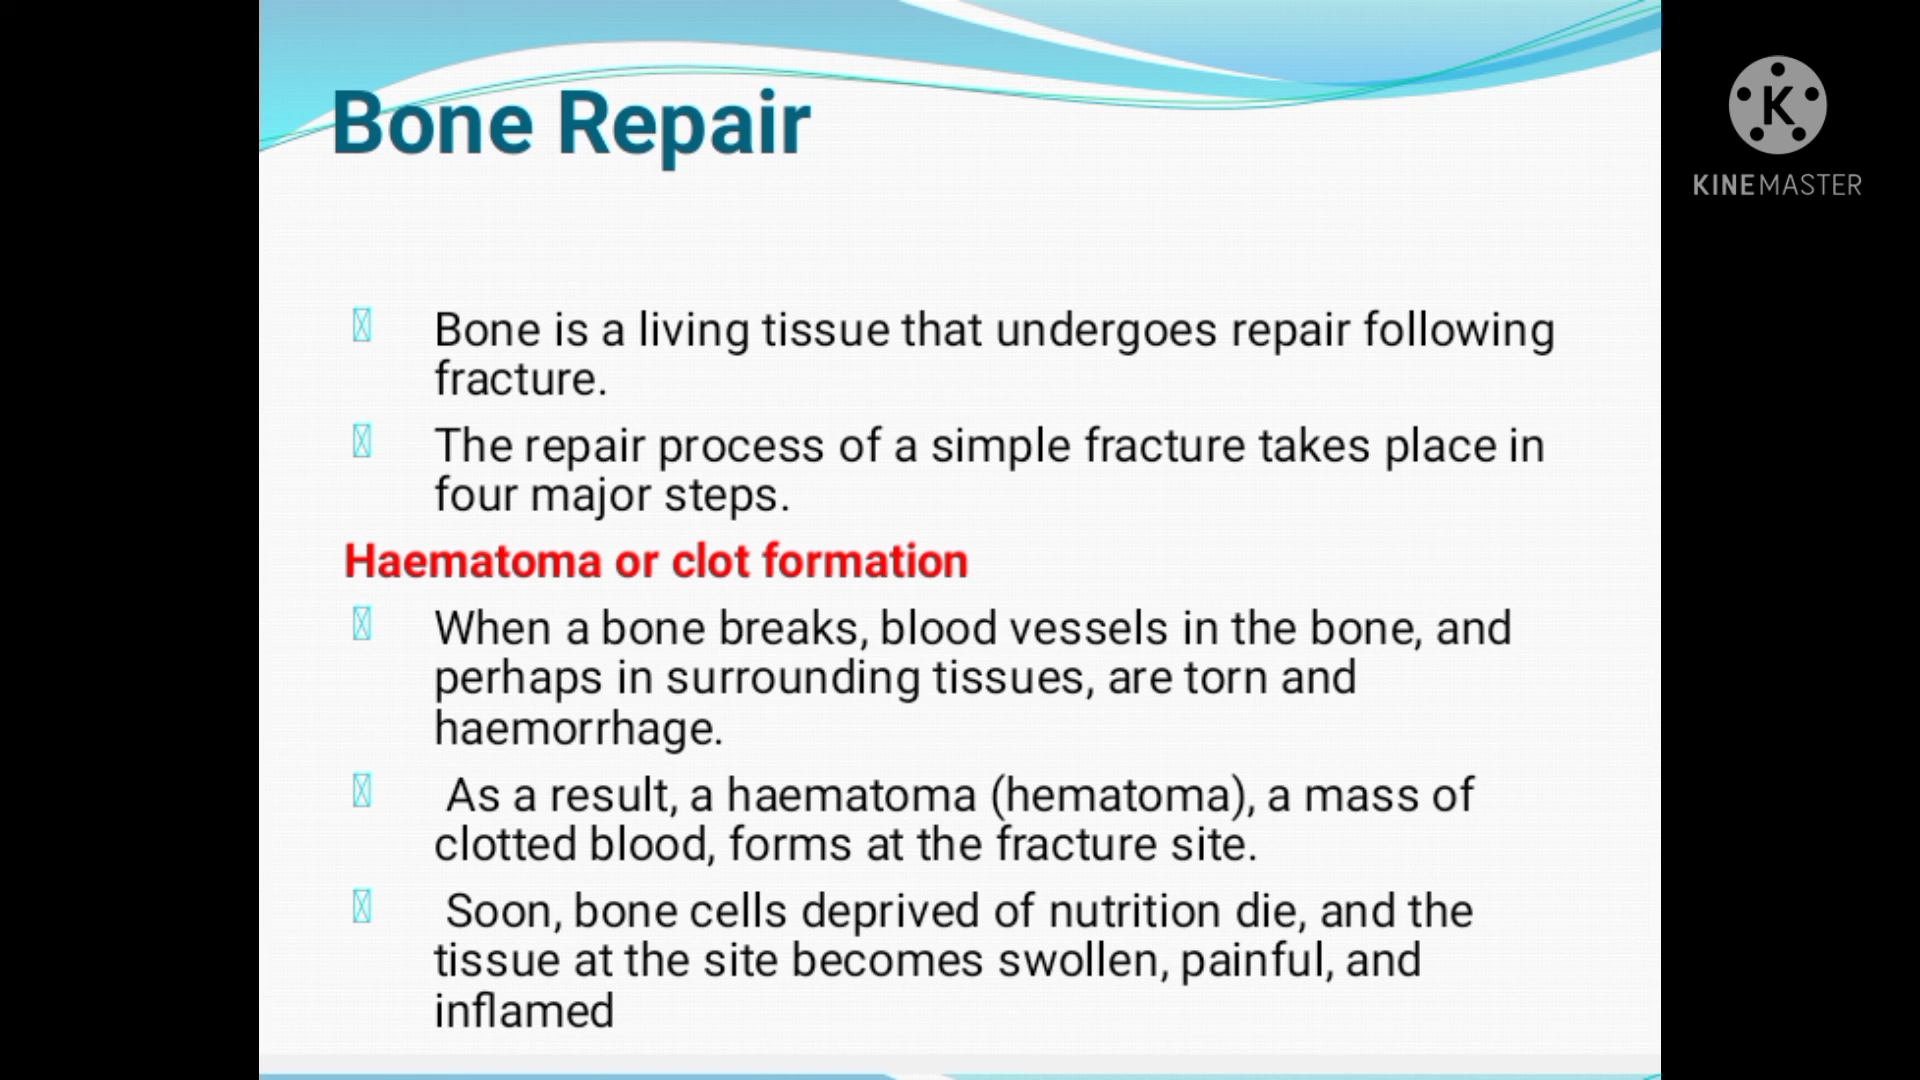 Bone Repair
K
KINEMASTER
Bone is a living tissue that undergoes repair following
fracture.
The repair process of a simple fracture takes place in
four major steps.
Haematoma or clot formation
When a bone breaks, blood vessels in the bone, and
perhaps in surrounding tissues, are torn and
haemorrhage.
As a result, a haematoma (hematoma), a mass of
clotted blood, forms at the fracture site.
Soon, bone cells deprived of nutrition die, and the
tissue at the site becomes swollen, painful, and
inflamed